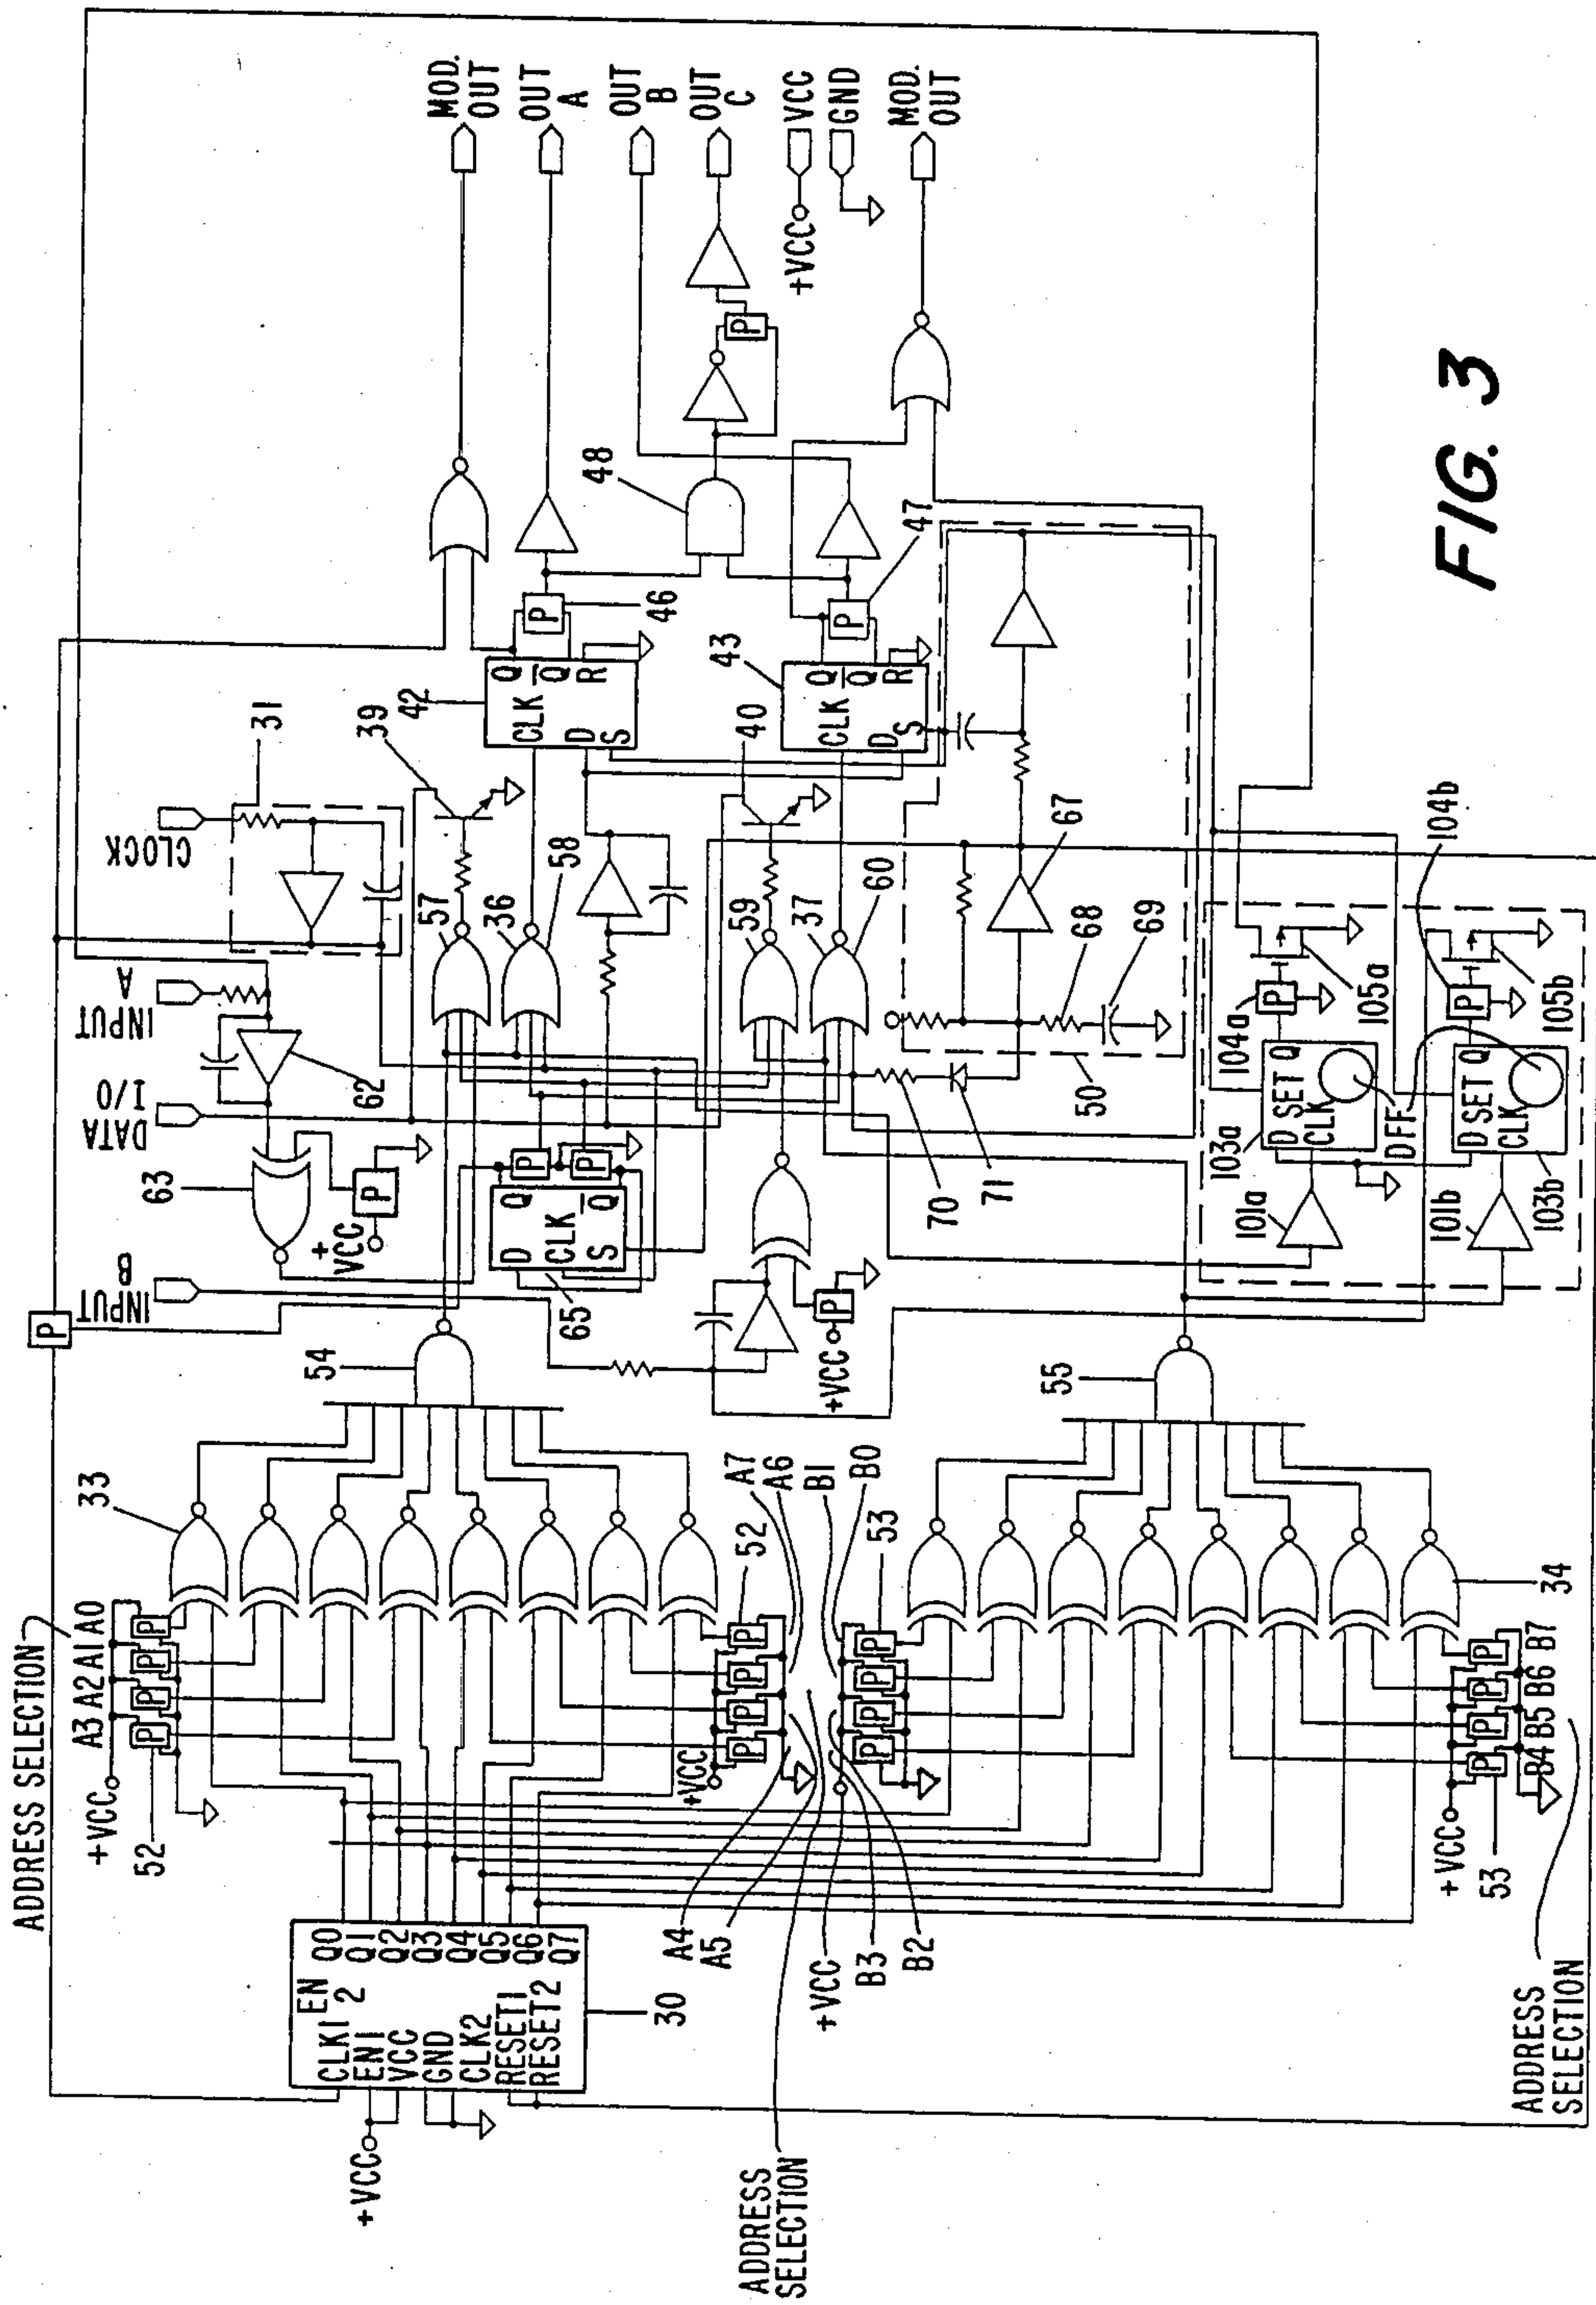 ADDRESS SELECTION
+VCC
A3 A2 A1 A0
52
P
P
P
P
33
54
P
INPUT
B
63
+
VCC
P
DATA
I/O
INPUT
A
62
CLOCK
31
MOD.
OUT
OUT
A
OUT
B
OUT
C
+VCC
VCC
GND
MOD.
OUT
CLK1
EN
2
EN1
VCC
GND
CLK2
RESET1
RESET2
Q0
Q1
Q2
Q3
Q4
Q5
Q6
Q7
+VCC
30
+VCC
P
P
P
P
52
A7
A6
B1
B0
A4
A5
ADDRESS
SELECTION
+VCC
B3
B2
P
P
P
P
53
34
55
+VCC
53
P
P
P
P
B4
B5
B6
B7
ADDRESS
SELECTION
65
D
CLK
S
Q
Q
P
P
57
36
58
39
42
CLK
D
S
Q
Q
R
P
46
48
P
+VCC
P
59
37
60
40
43
CLK
D
S
Q
Q
R
P
47
67
68
69
50
70
71
101a
103a
D
SET
Q
CLK
104a
P
105a
DFF
101b
103b
D
SET
Q
CLK
104b
P
105b
FIG. 3